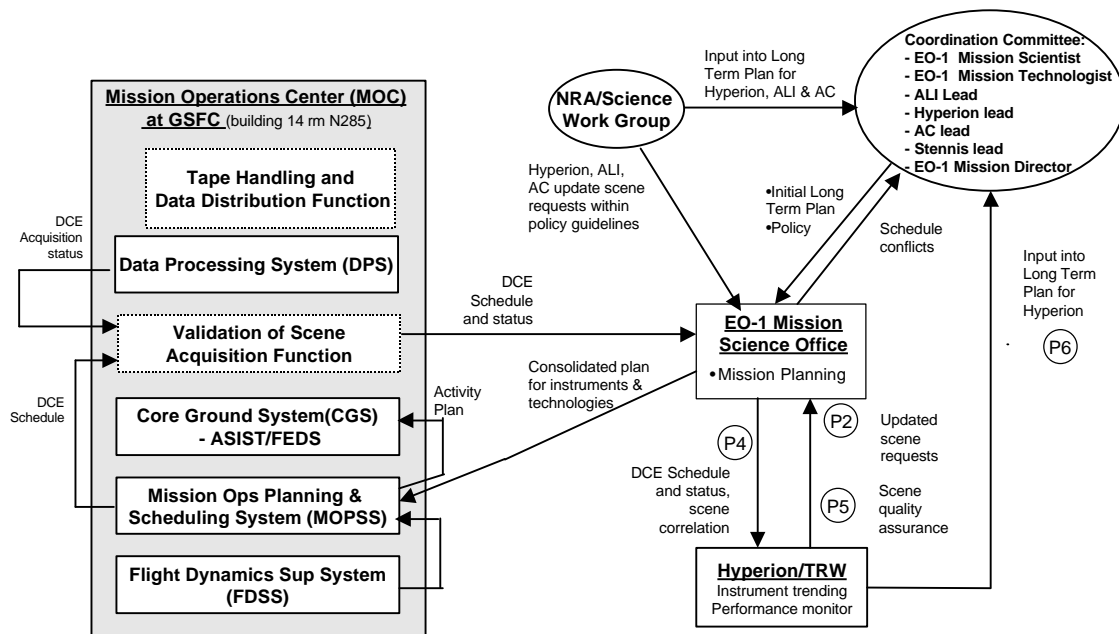 Mission Operations Center (MOC)
at GSFC (building 14 rm N285)
Tape Handling and
Data Distribution Function
DCE
Acquisition
status
Data Processing System (DPS)
Validation of Scene
Acquisition Function
DCE
Schedule
Core Ground System(CGS)
- ASIST/FEDS
Activity
Plan
Mission Ops Planning &
Scheduling System (MOPSS)
Flight Dynamics Sup System
(FDSS)
DCE
Schedule
and status
Consolidated plan
for instruments &
technologies
NRA/Science
Work Group
Input into Long
Term Plan for
Hyperion, ALI & AC
Coordination Committee:
- EO-1  Mission Scientist
- EO-1  Mission Technologist
- ALI Lead
- Hyperion lead
- AC lead
- Stennis lead
- EO-1 Mission Director
Hyperion, ALI,
AC update scene
requests within
policy guidelines
•Initial Long
Term Plan
•Policy
Schedule
conflicts
Input into
Long Term
Plan for
Hyperion
P6
EO-1 Mission
Science Office
•Mission Planning
P4
DCE Schedule
and status,
scene
correlation
P2
Updated
scene
requests
P5
Scene
quality
assurance
Hyperion/TRW
Instrument trending
Performance monitor